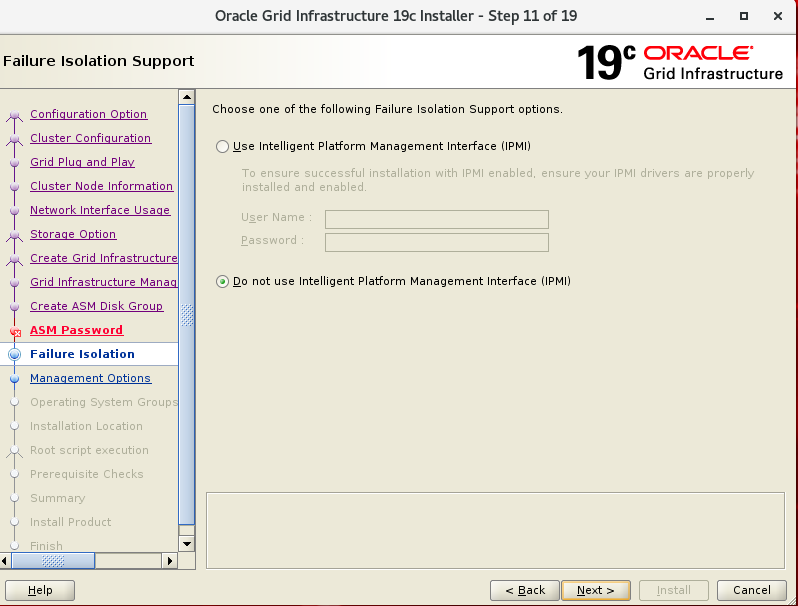 Oracle Grid Infrastructure 19c Installer - Step 11 of 19
Failure Isolation Support
19c ORACLE
Grid Infrastructure
Configuration Option
Cluster Configuration
Grid Plug and Play
Cluster Node Information
Network Interface Usage
Storage Option
Create Grid Infrastructure
Grid Infrastructure Manag
Create ASM Disk Group
ASM Password
Failure Isolation
Management Options
Operating System Groups
Installation Location
Root script execution
Prerequisite Checks
Summary
Install Product
Finish
Choose one of the following Failure Isolation Support options.
Use Intelligent Platform Management Interface (IPMI)
To ensure successful installation with IPMI enabled, ensure your IPMI drivers are properly
installed and enabled.
User Name :
Password :
Do not use Intelligent Platform Management Interface (IPMI)
Help
< Back
Next >
Install
Cancel